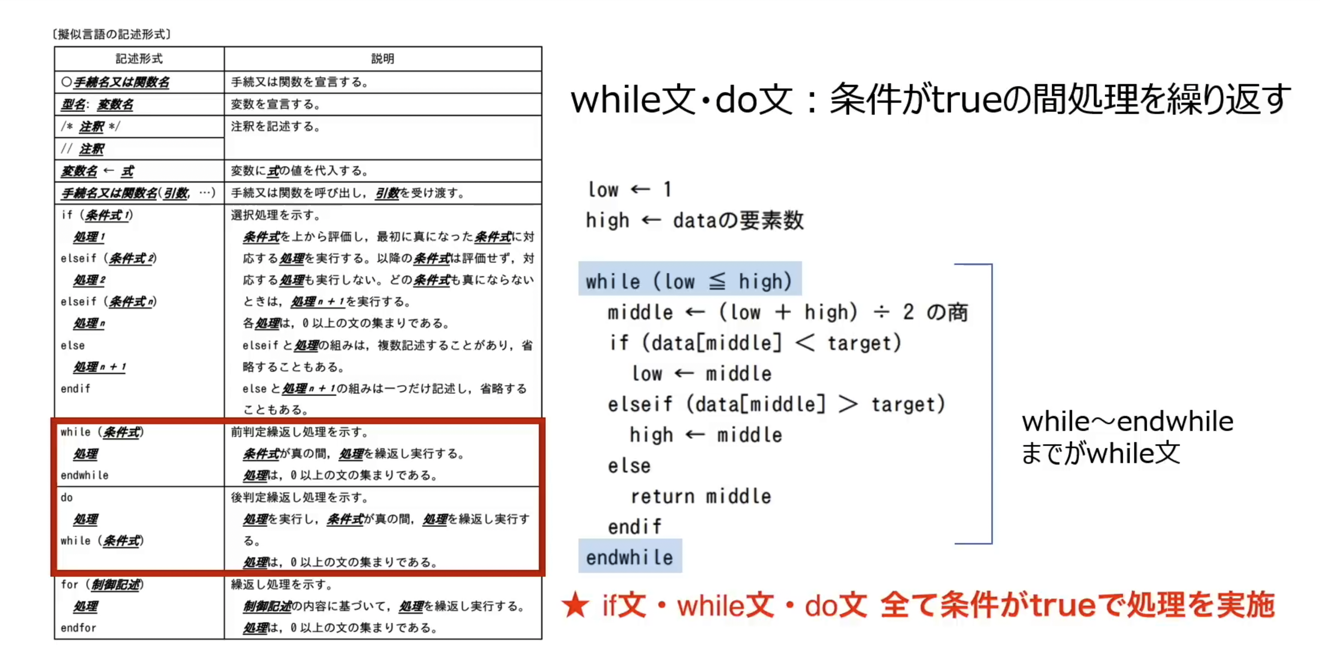 〔擬似言語の記述形式〕
記述形式 説明
○手続名又は関数名 手続又は関数を宣言する。
型名: 変数名 変数を宣言する。
/* 注釈 */ 注釈を記述する。
// 注釈
変数名 ← 式 変数に式の値を代入する。
手続名又は関数名(引数, …) 手続又は関数を呼び出し，引数を受け渡す。
if (条件式1) 選択処理を示す。
処理1 条件式を上から評価し，最初に真になった条件式に対
elseif (条件式2) 応する処理を実行する。以降の条件式は評価せず，対
処理2 応する処理も実行しない。どの条件式も真にならない
elseif (条件式n) ときは，処理n+1を実行する。
処理n 各処理は，0以上の文の集まりである。
else elseifと処理の組みは，複数記述することがあり，省
処理n+1 略することもある。
endif elseと処理n+1の組みは一つだけ記述し，省略する
こともある。
while (条件式) 前判定繰返し処理を示す。
処理 条件式が真の間，処理を繰返し実行する。
endwhile 処理は，0以上の文の集まりである。
do 後判定繰返し処理を示す。
処理 処理を実行し，条件式が真の間，処理を繰返し実行す
while (条件式) る。
処理は，0以上の文の集まりである。
for (制御記述) 繰返し処理を示す。
処理 制御記述の内容に基づいて，処理を繰返し実行する。
endfor 処理は，0以上の文の集まりである。
while文・do文：条件がtrueの間処理を繰り返す
low ← 1
high ← dataの要素数
while (low ≦ high)
middle ← (low + high) ÷ 2 の商
if (data[middle] < target)
low ← middle
elseif (data[middle] > target)
high ← middle
else
return middle
endif
endwhile
while～endwhile
までがwhile文
★ if文・while文・do文 全て条件がtrueで処理を実施